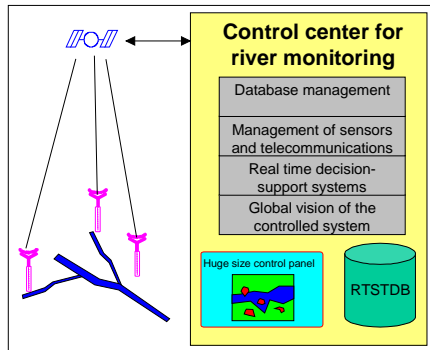 Control center for
river monitoring
Database management
Management of sensors
and telecommunications
Real time decision-
support systems
Global vision of the
controlled system
Huge size control panel
RTSTDB